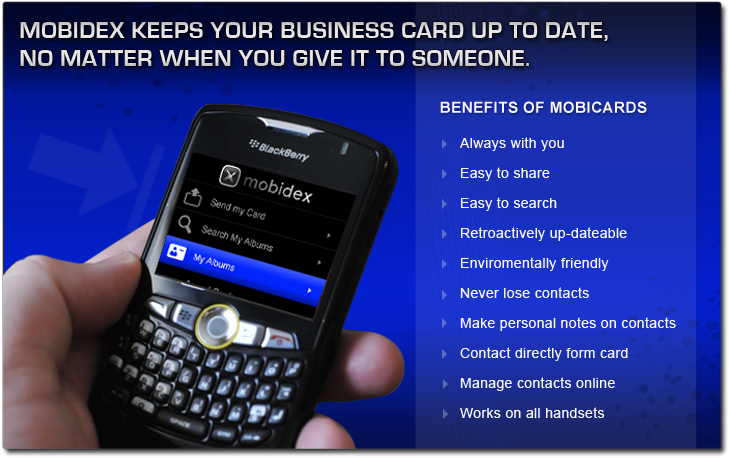 MOBIDEX KEEPS YOUR BUSINESS CARD UP TO DATE,
NO MATTER WHEN YOU GIVE IT TO SOMEONE.
BlackBerry
mobidex
Send my Card
Search My Albums
My Albums
SPACE
BENEFITS OF MOBICARDS
Always with you
Easy to share
Easy to search
Retroactively up-dateable
Enviromentally friendly
Never lose contacts
Make personal notes on contacts
Contact directly form card
Manage contacts online
Works on all handsets